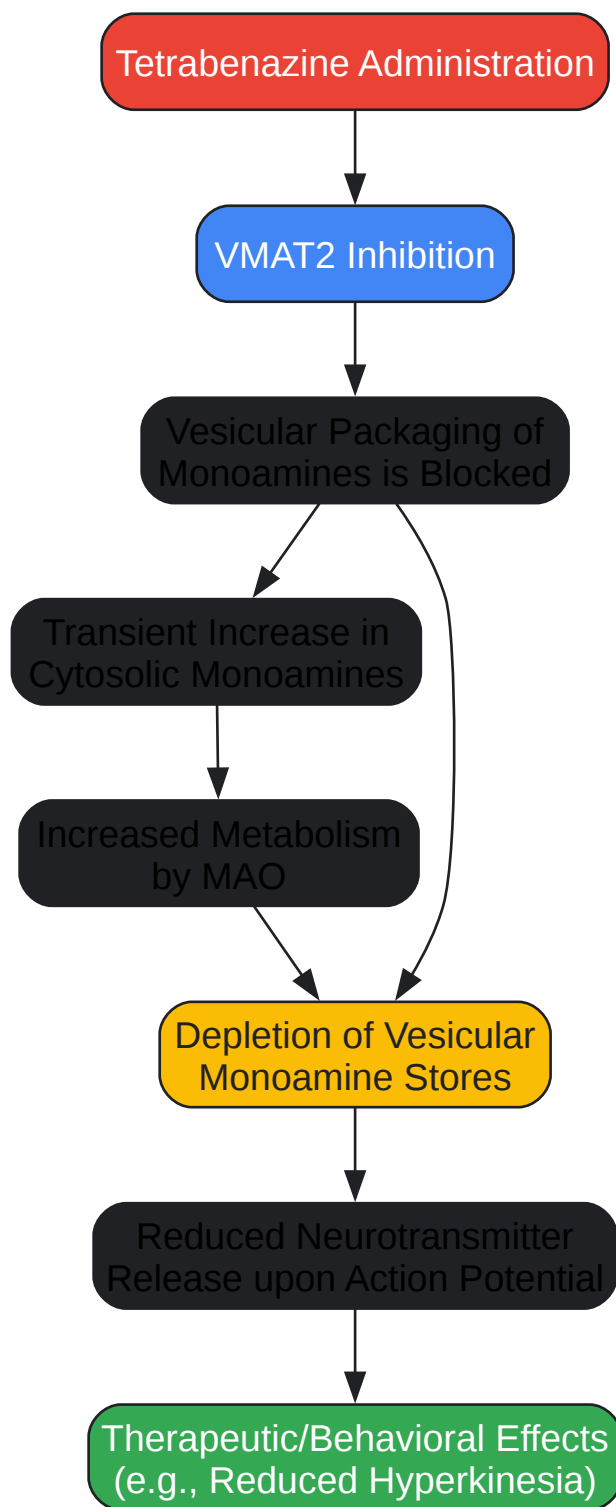 Tetrabenazine Administration
VMAT2 Inhibition
Vesicular Packaging of
Monoamines is Blocked
Transient Increase in
Cytosolic Monoamines
Increased Metabolism
by MAO
Depletion of Vesicular
Monoamine Stores
Reduced Neurotransmitter
Release upon Action Potential
Therapeutic/Behavioral Effects
(e.g., Reduced Hyperkinesia)